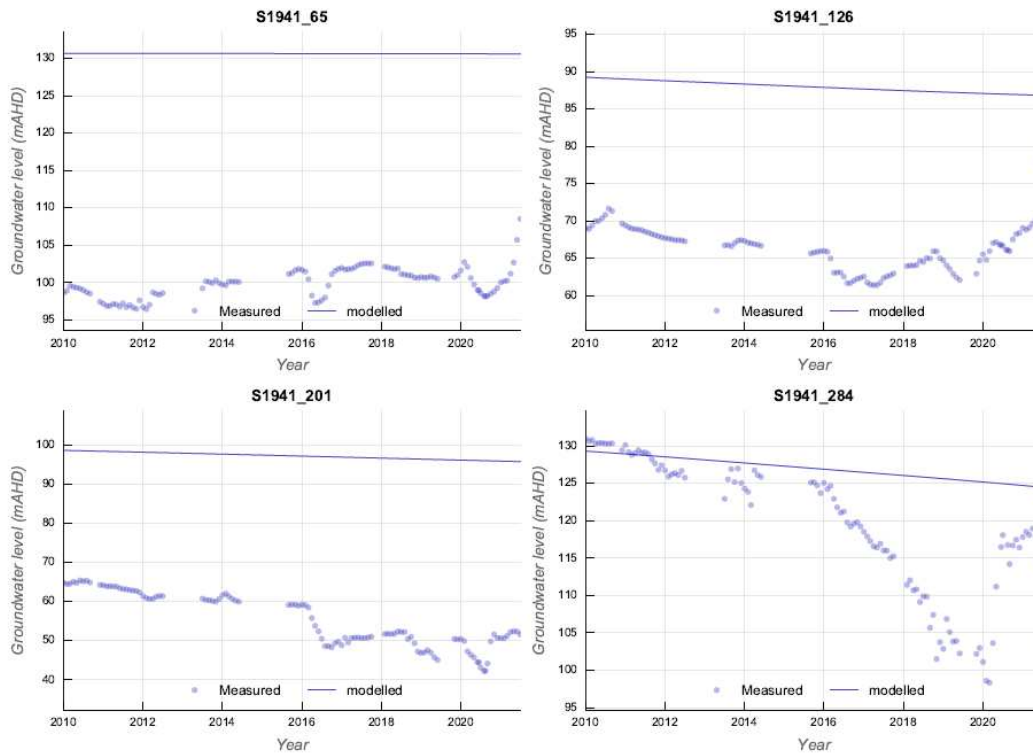 S1941_65
Groundwater level (mAHD)
130
125
120
115
110
105
100
95
Measured modelled
2010 2012 2014 2016 2018 2020
Year
S1941_126
Groundwater level (mAHD)
95
90
85
80
75
70
65
60
Measured modelled
2010 2012 2014 2016 2018 2020
Year
S1941_201
Groundwater level (mAHD)
100
90
80
70
60
50
40
Measured modelled
2010 2012 2014 2016 2018 2020
Year
S1941_284
Groundwater level (mAHD)
130
125
120
115
110
105
100
95
Measured modelled
2010 2012 2014 2016 2018 2020
Year